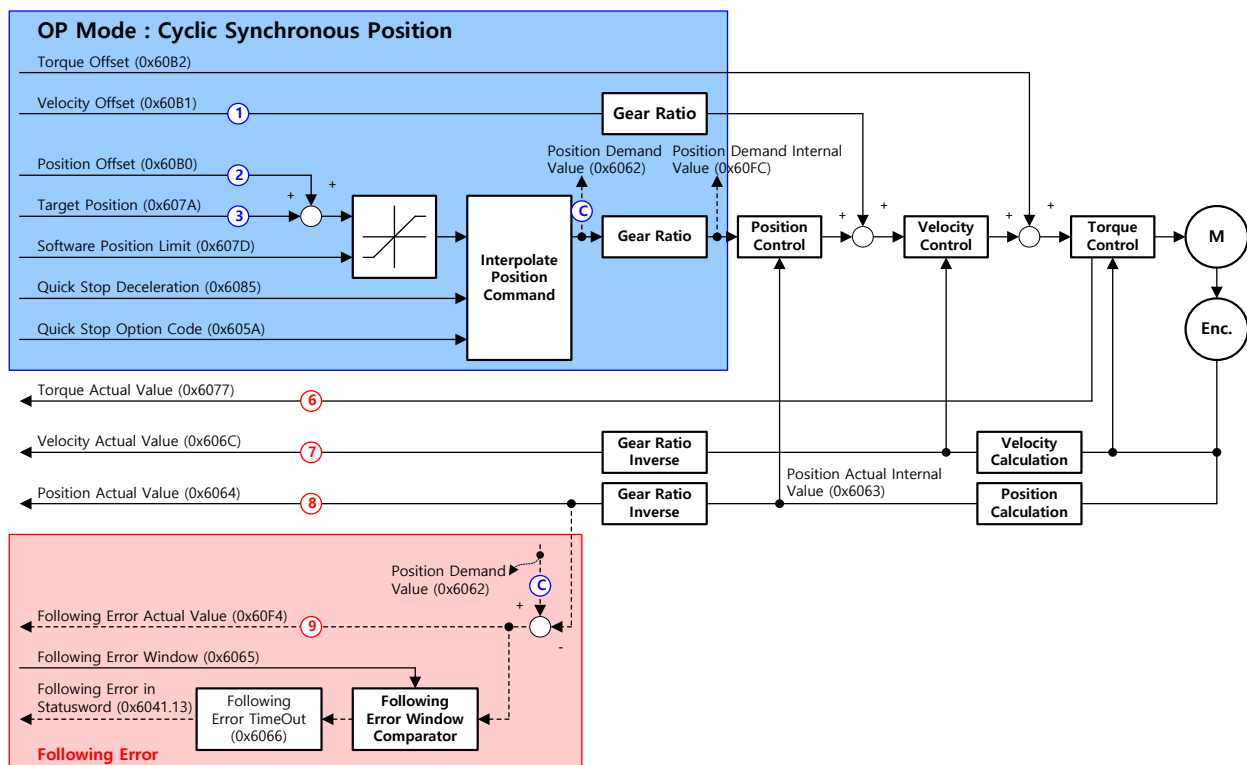 OP Mode : Cyclic Synchronous Position
Torque Offset (0x60B2)
Velocity Offset (0x60B1)
1
Gear Ratio
Position Offset (0x60B0)
2
+
+
Target Position (0x607A)
3
Software Position Limit (0x607D)
Quick Stop Deceleration (0x6085)
Quick Stop Option Code (0x605A)
Interpolate
Position
Command
Position Demand
Value (0x6062)
C
Gear Ratio
Position Demand Internal
Value (0x60FC)
Position
Control
+
+
Velocity
Control
+
+
Torque
Control
M
Enc.
Torque Actual Value (0x6077)
6
Velocity Actual Value (0x606C)
7
Gear Ratio
Inverse
Velocity
Calculation
Position Actual Value (0x6064)
8
Gear Ratio
Inverse
Position Actual Internal
Value (0x6063)
Position
Calculation
Position Demand
Value (0x6062)
C
+
-
Following Error Actual Value (0x60F4)
9
Following Error Window (0x6065)
Following Error in
Statusword (0x6041.13)
Following
Error TimeOut
(0x6066)
Following
Error Window
Comparator
Following Error